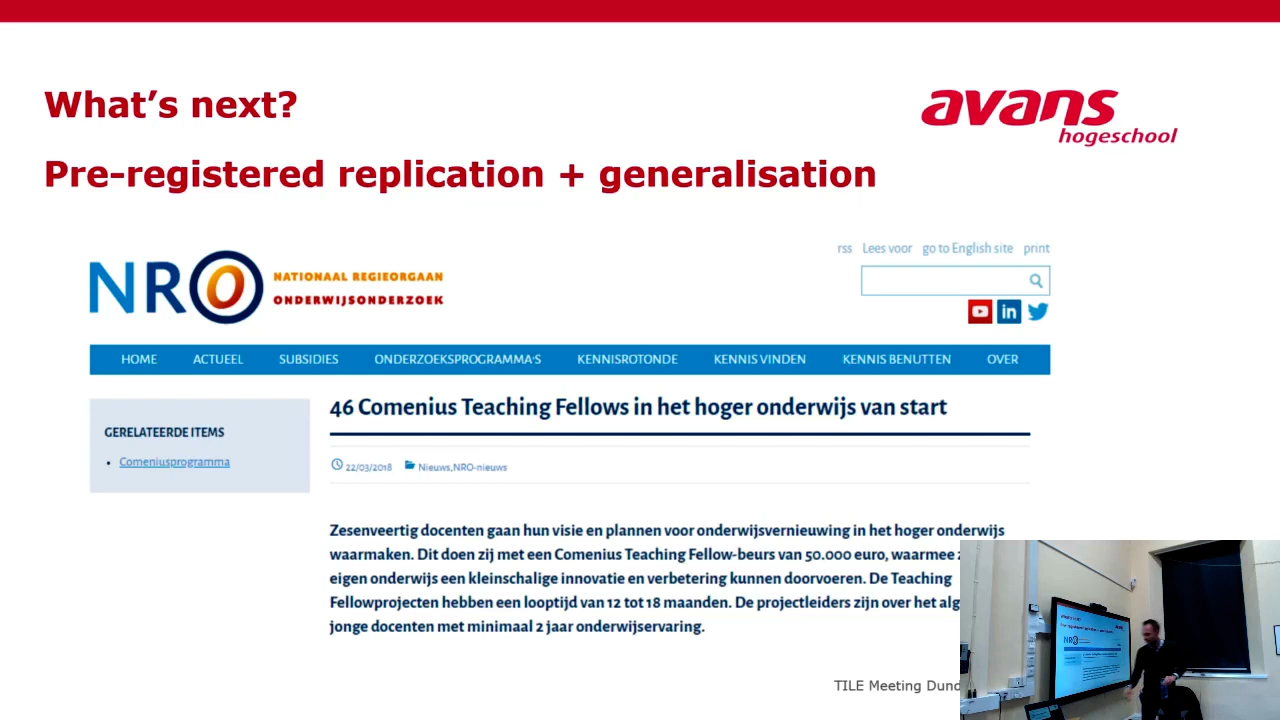 What's next?
avans
hogeschool
Pre-registered replication + generalisation
rss Lees voor go to English site print
NRO NATIONAAL REGIEORGAAN
ONDERWIJSONDERZOEK
HOME ACTUEEL SUBSIDIES ONDERZOEKSPROGRAMMA'S KENNISROTONDE KENNIS VINDEN KENNIS BENUTTEN OVER
46 Comenius Teaching Fellows in het hoger onderwijs van start
GERELATEERDE ITEMS
Comeniusprogramma
22/03/2018 Nieuws,NRO-nieuws
Zesenveertig docenten gaan hun visie en plannen voor onderwijsvernieuwing in het hoger onderwijs
waarmaken. Dit doen zij met een Comenius Teaching Fellow-beurs van 50.000 euro, waarmee
eigen onderwijs een kleinschalige innovatie en verbetering kunnen doorvoeren. De Teaching
Fellowprojecten hebben een looptijd van 12 tot 18 maanden. De projectleiders zijn over het alg
jonge docenten met minimaal 2 jaar onderwijservaring.
TILE Meeting Dund